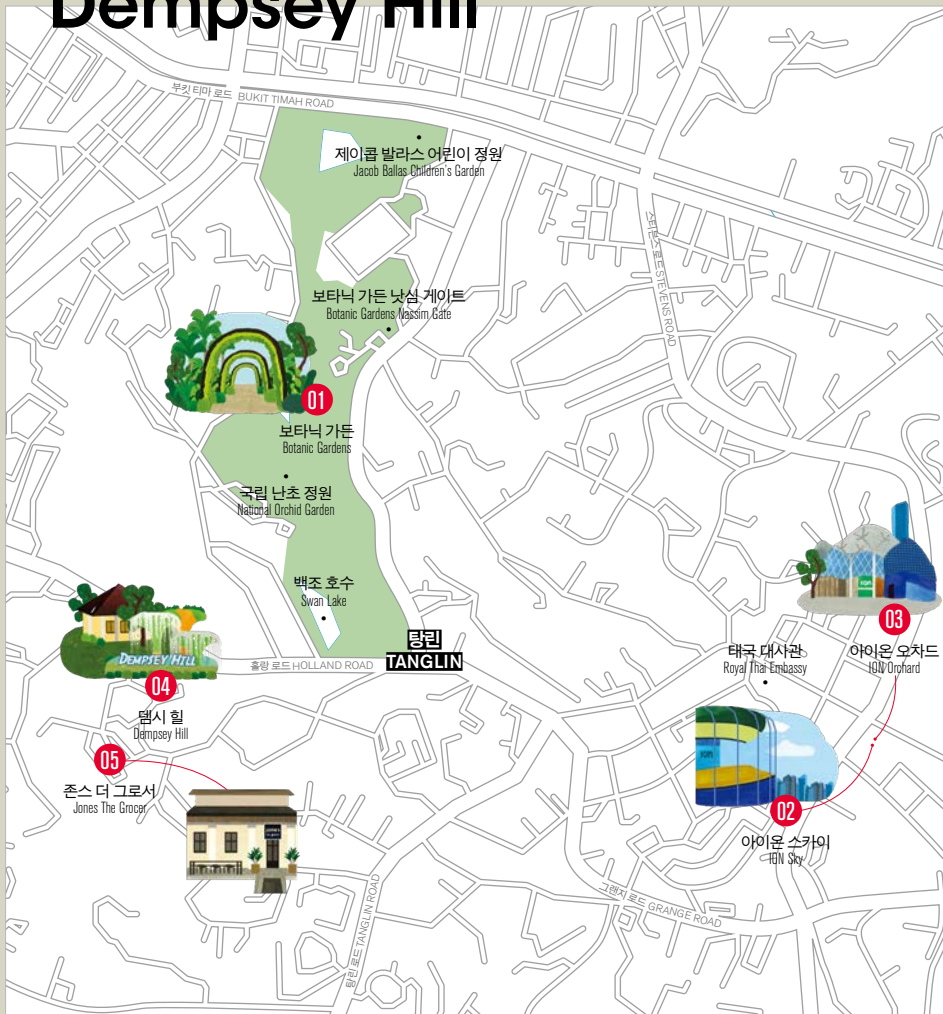 Dempsey Hill
부킷 티마 로드 BUKIT TIMAH ROAD
제이콥 발라스 어린이 정원
Jacob Ballas Children's Garden
스티븐스 로드 STEVENS ROAD
보타닉 가든 낫심 게이트
Botanic Gardens Nassim Gate
01
보타닉 가든
Botanic Gardens
국립 난초 정원
National Orchid Garden
백조 호수
Swan Lake
탕린
TANGLIN
홀랑 로드 HOLLAND ROAD
DEMPSEY HILL
04
뎀시 힐
Dempsey Hill
05
존스 더 그로서
Jones The Grocer
ION
03
아이온 오차드
ION Orchard
태국 대사관
Royal Thai Embassy
ION
02
아이온 스카이
ION Sky
그랜지 로드 GRANGE ROAD
탕린 로드 TANGLIN ROAD